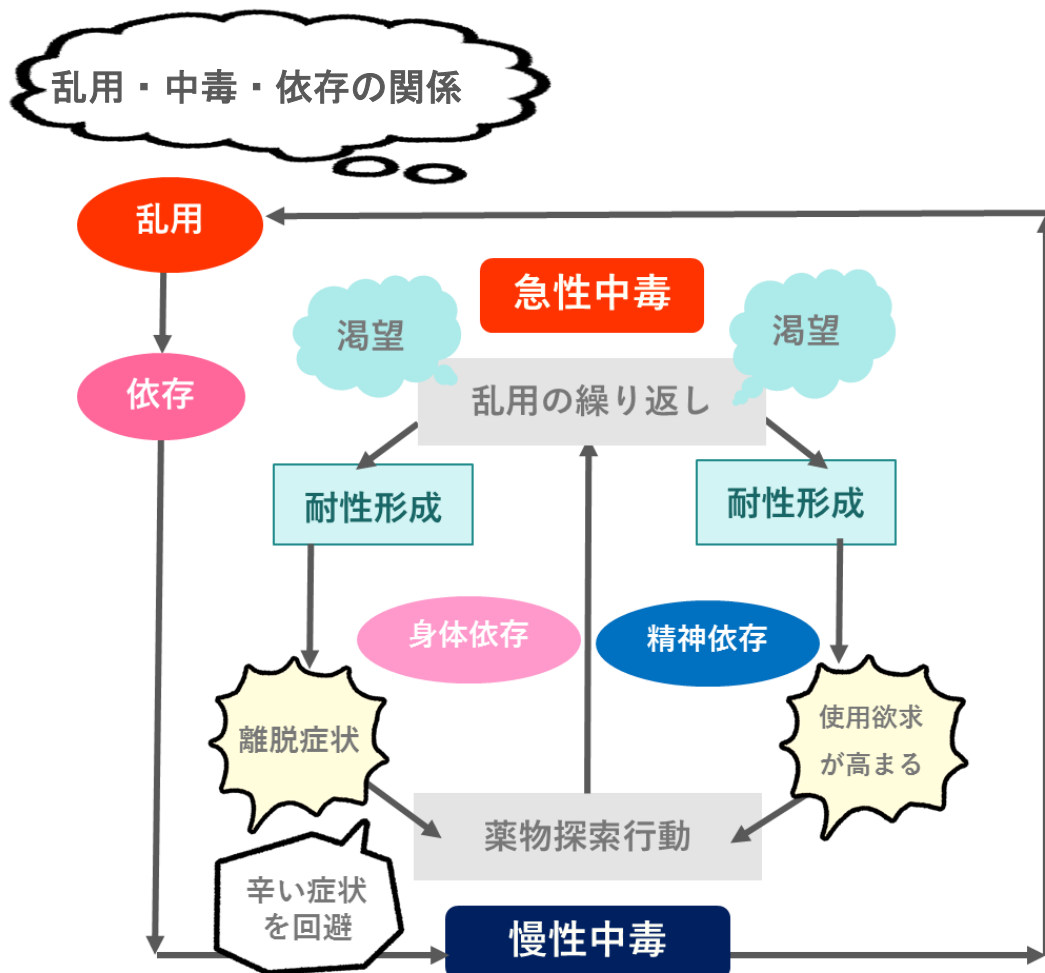 乱用・中毒・依存の関係
乱用
急性中毒
渇望
渇望
依存
乱用の繰り返し
耐性形成
耐性形成
身体依存
精神依存
離脱症状
使用欲求
が高まる
薬物探索行動
辛い症状
を回避
慢性中毒